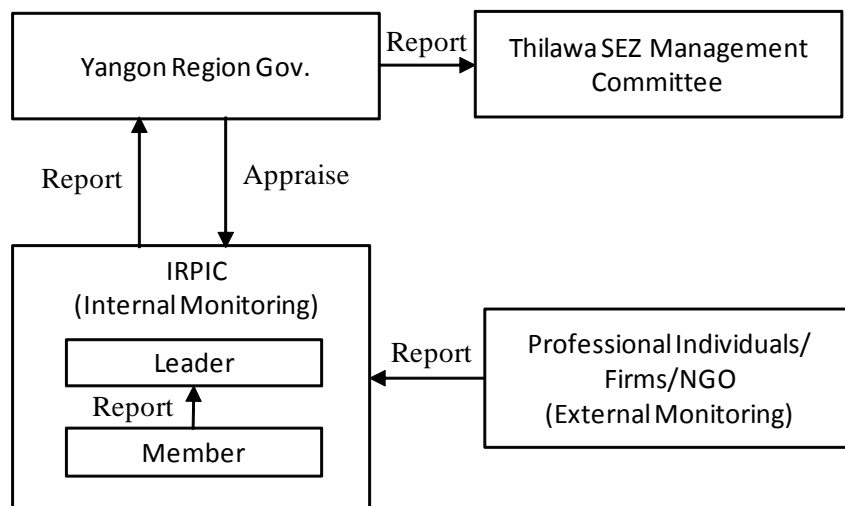 Yangon Region Gov.
Report
Thilawa SEZ Management
Committee
Report
Appraise
IRPIC
(Internal Monitoring)
Leader
Report
Member
Report
Professional Individuals/
Firms/NGO
(External Monitoring)